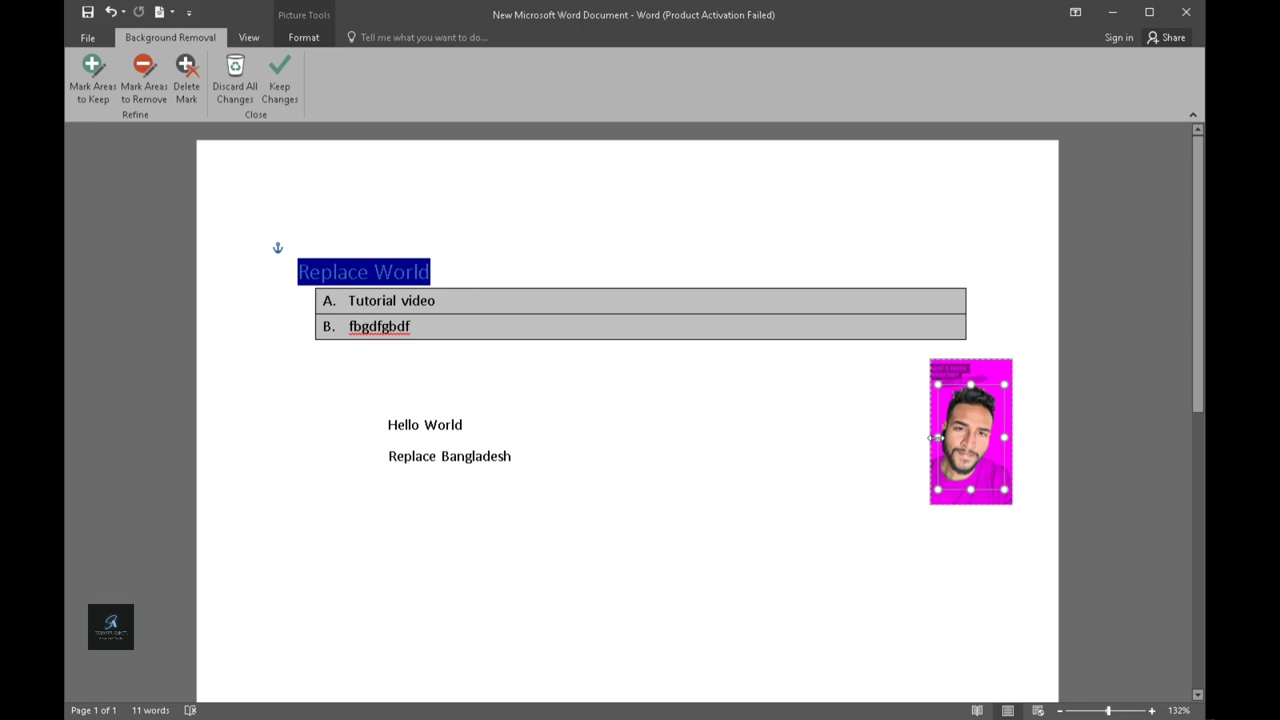 Picture Tools
New Microsoft Word Document - Word (Product Activation Failed)
File
Background Removal
View
Format
Tell me what you want to do...
Sign in
Share
Mark Areas to Keep
Mark Areas to Remove
Delete Mark
Discard All Changes
Keep Changes
Refine
Close
Replace World
A. Tutorial video
B. fbgdfgbdf
Hello World
Replace Bangladesh
Page 1 of 1
11 words
132%